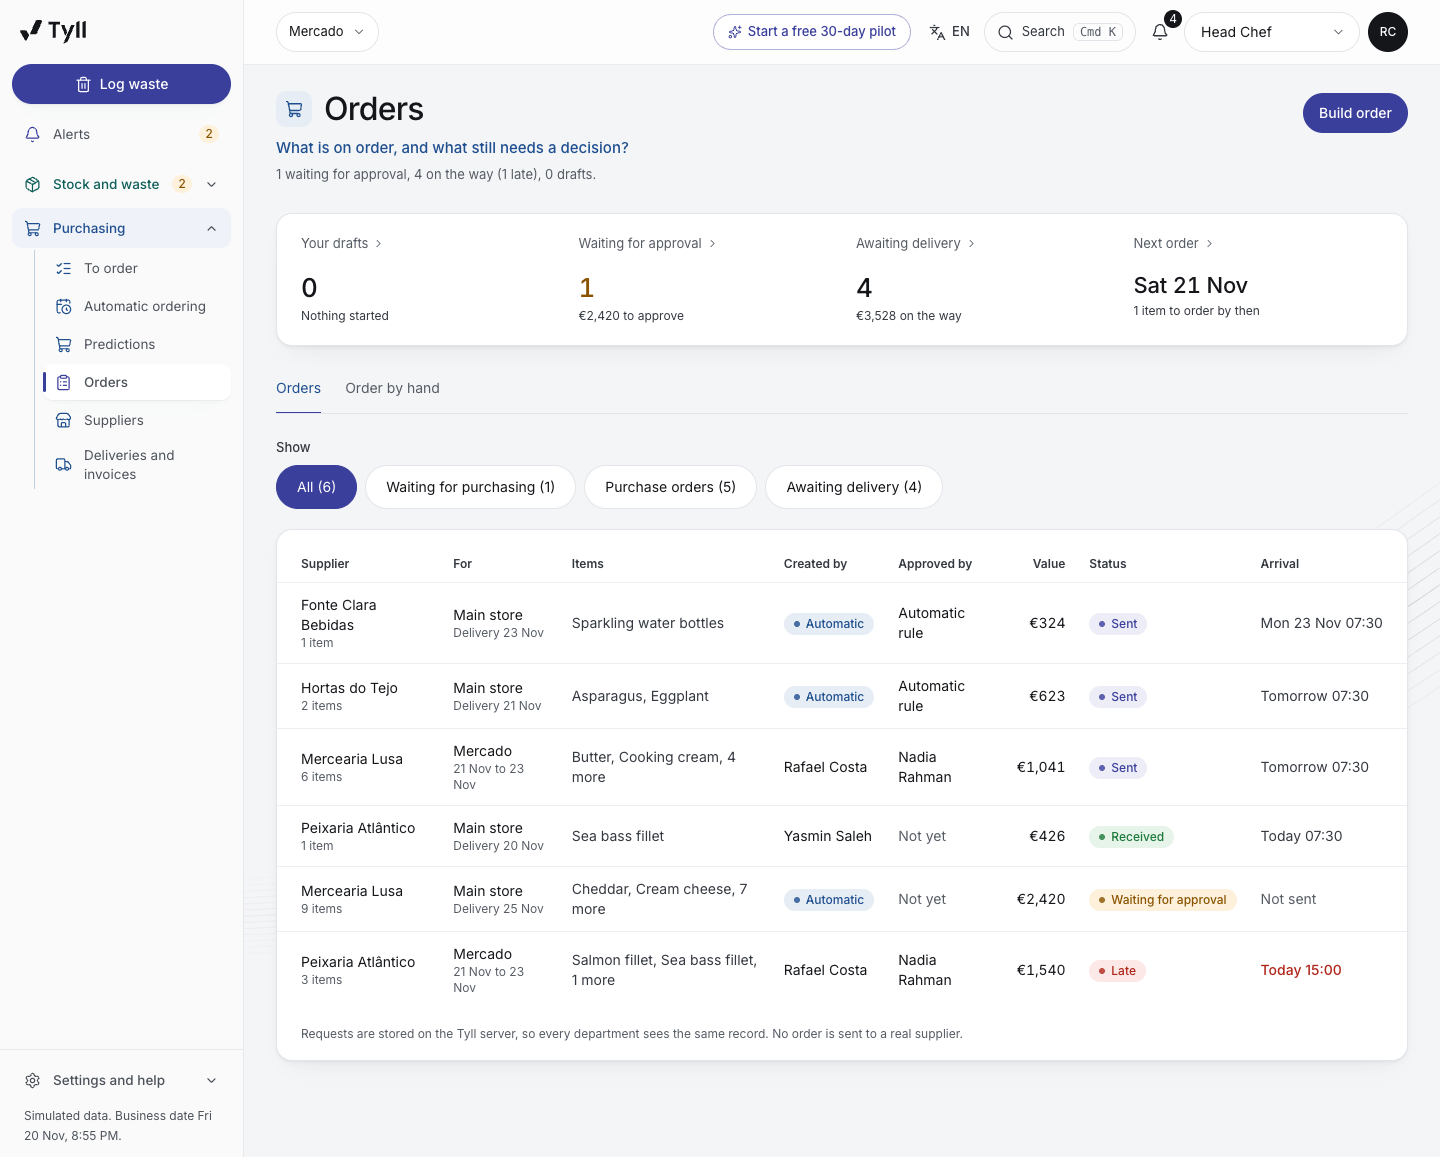 Tyll
Log waste
Alerts 2
Stock and waste 2
Purchasing
To order
Automatic ordering
Predictions
Orders
Suppliers
Deliveries and
invoices
Settings and help
Simulated data. Business date Fri
20 Nov, 8:55 PM.
Mercado
Start a free 30-day pilot
EN
Search Cmd K
4
Head Chef
RC
Orders
Build order
What is on order, and what still needs a decision?
1 waiting for approval, 4 on the way (1 late), 0 drafts.
Your drafts
0
Nothing started
Waiting for approval
1
€2,420 to approve
Awaiting delivery
4
€3,528 on the way
Next order
Sat 21 Nov
1 item to order by then
Orders Order by hand
Show
All (6) Waiting for purchasing (1) Purchase orders (5) Awaiting delivery (4)
Supplier For Items Created by Approved by Value Status Arrival
Fonte Clara
Bebidas
1 item
Main store
Delivery 23 Nov
Sparkling water bottles
Automatic
Automatic
rule
€324
Sent
Mon 23 Nov 07:30
Hortas do Tejo
2 items
Main store
Delivery 21 Nov
Asparagus, Eggplant
Automatic
Automatic
rule
€623
Sent
Tomorrow 07:30
Mercearia Lusa
6 items
Mercado
21 Nov to 23
Nov
Butter, Cooking cream, 4
more
Rafael Costa
Nadia
Rahman
€1,041
Sent
Tomorrow 07:30
Peixaria Atlântico
1 item
Main store
Delivery 20 Nov
Sea bass fillet
Yasmin Saleh
Not yet
€426
Received
Today 07:30
Mercearia Lusa
9 items
Main store
Delivery 25 Nov
Cheddar, Cream cheese, 7
more
Automatic
Not yet
€2,420
Waiting for approval
Not sent
Peixaria Atlântico
3 items
Mercado
21 Nov to 23
Nov
Salmon fillet, Sea bass fillet,
1 more
Rafael Costa
Nadia
Rahman
€1,540
Late
Today 15:00
Requests are stored on the Tyll server, so every department sees the same record. No order is sent to a real supplier.